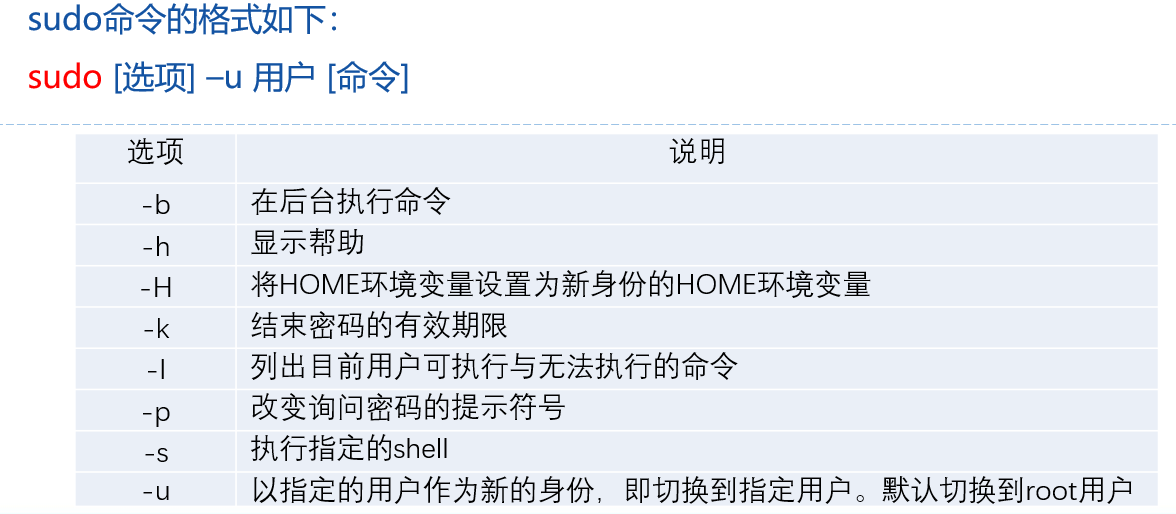 sudo命令的格式如下：
sudo [选项] –u 用户 [命令]
选项 说明
-b 在后台执行命令
-h 显示帮助
-H 将HOME环境变量设置为新身份的HOME环境变量
-k 结束密码的有效期限
-l 列出目前用户可执行与无法执行的命令
-p 改变询问密码的提示符号
-s 执行指定的shell
-u 以指定的用户作为新的身份，即切换到指定用户。默认切换到root用户